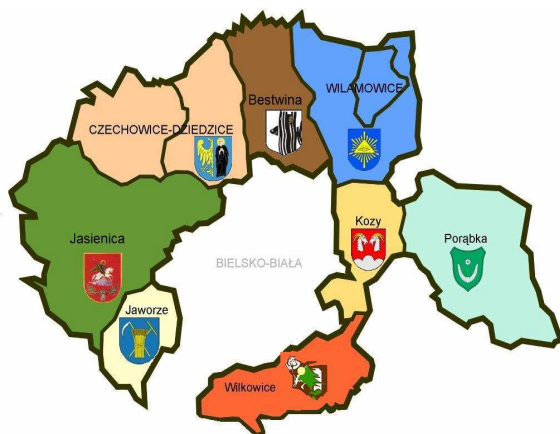 WILAMOWICE
Bestwina
CZECHOWICE-DZIEDZICE
Kozy
Jasienica
Porąbka
BIELSKO-BIAŁA
Jaworze
Wilkowice